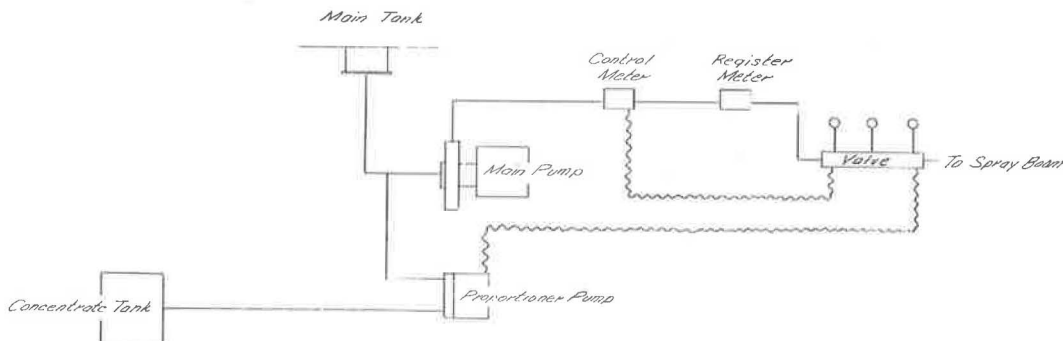 Main Tank
Control
Meter
Register
Meter
Valve
To Spray Boom
Main Pump
Proportioner Pump
Concentrate Tank